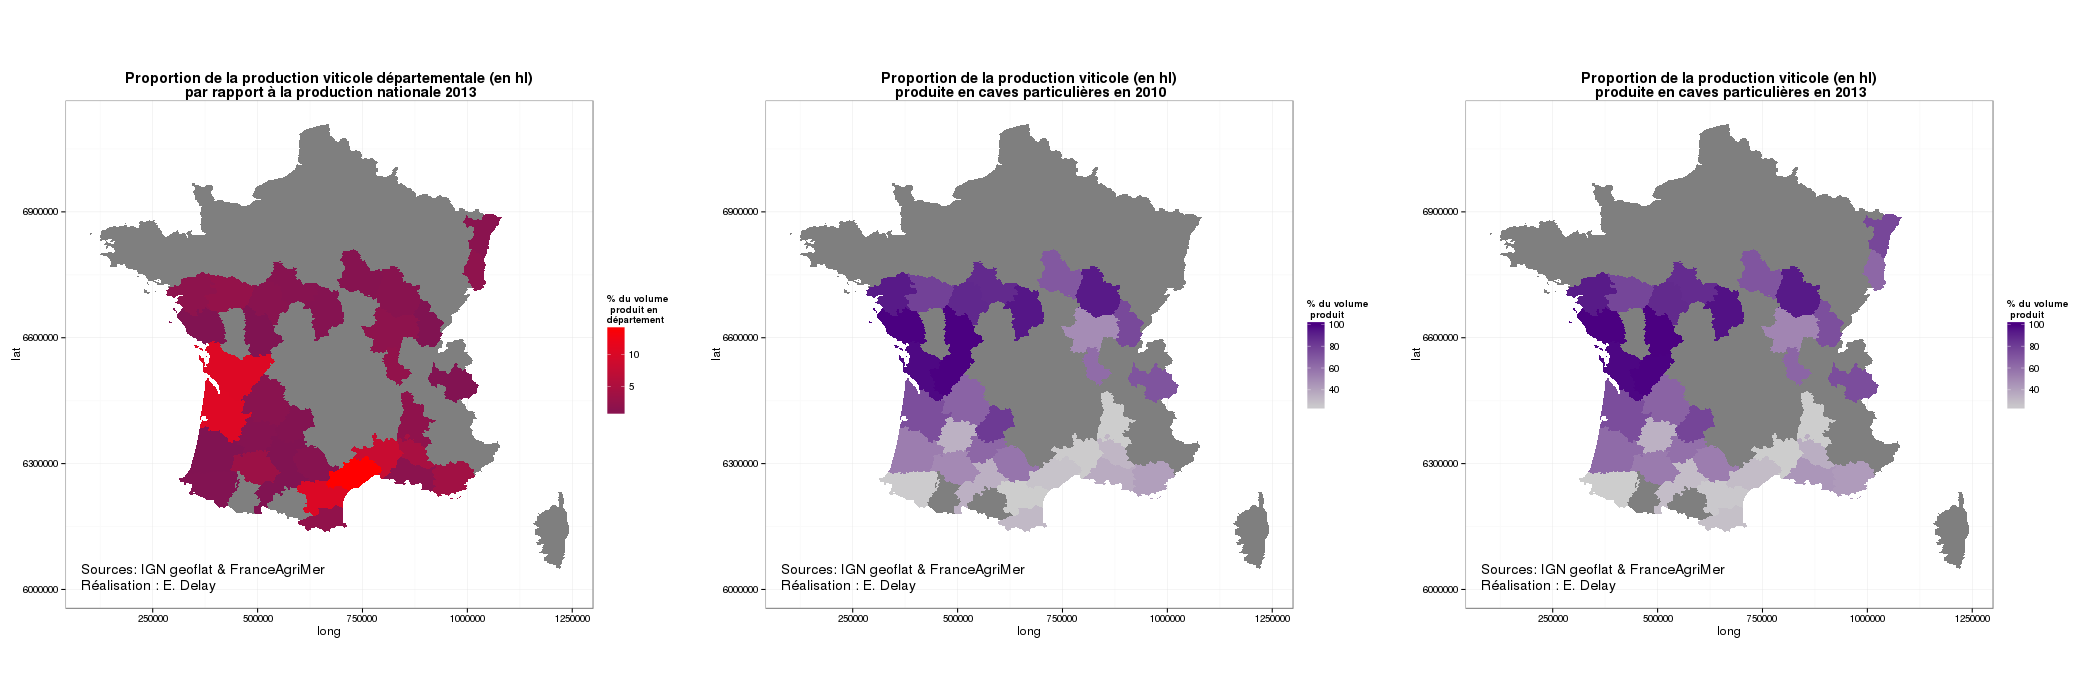 Proportion de la production viticole départementale (en hl)
par rapport à la production nationale 2013
lat
6900000
6600000
6300000
6000000
250000
500000
750000
1000000
1250000
long
Sources: IGN geoflat & FranceAgriMer
Réalisation : E. Delay
% du volume
produit en
département
10
5
Proportion de la production viticole (en hl)
produite en caves particulières en 2010
lat
6900000
6600000
6300000
6000000
250000
500000
750000
1000000
1250000
long
Sources: IGN geoflat & FranceAgriMer
Réalisation : E. Delay
% du volume
produit
100
80
60
40
Proportion de la production viticole (en hl)
produite en caves particulières en 2013
lat
6900000
6600000
6300000
6000000
250000
500000
750000
1000000
1250000
long
Sources: IGN geoflat & FranceAgriMer
Réalisation : E. Delay
% du volume
produit
100
80
60
40